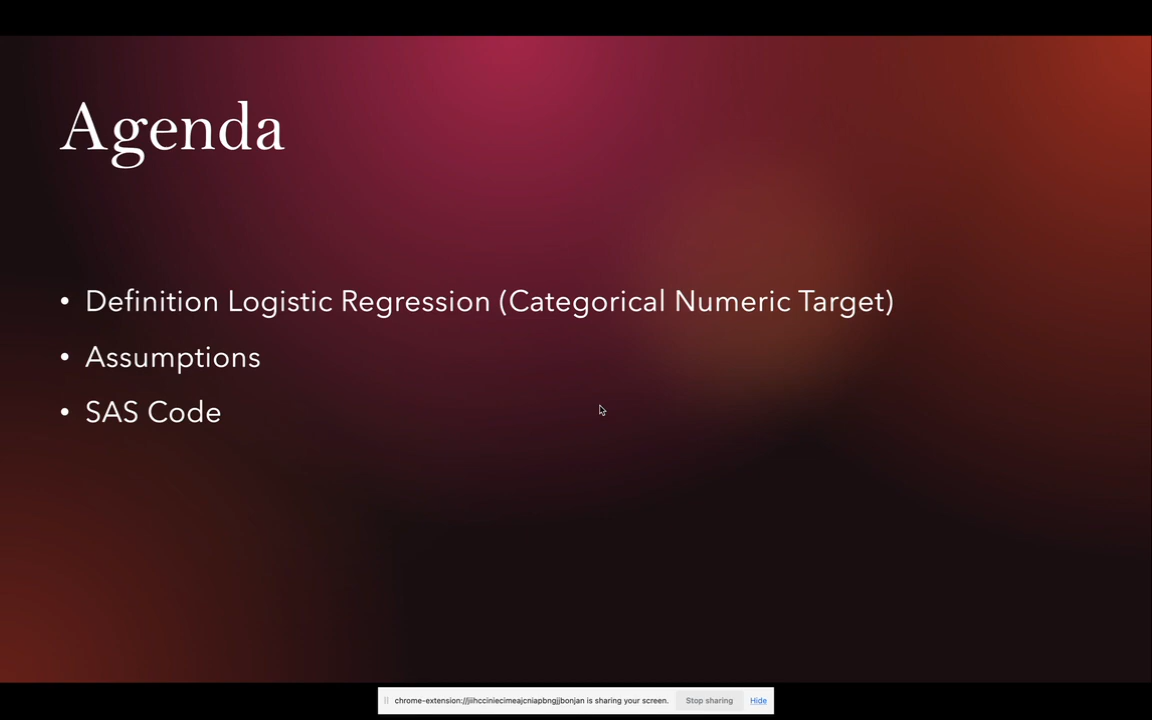 Agenda
• Definition Logistic Regression (Categorical Numeric Target)
• Assumptions
• SAS Code
is sharing your screen.
Stop sharing
Hide